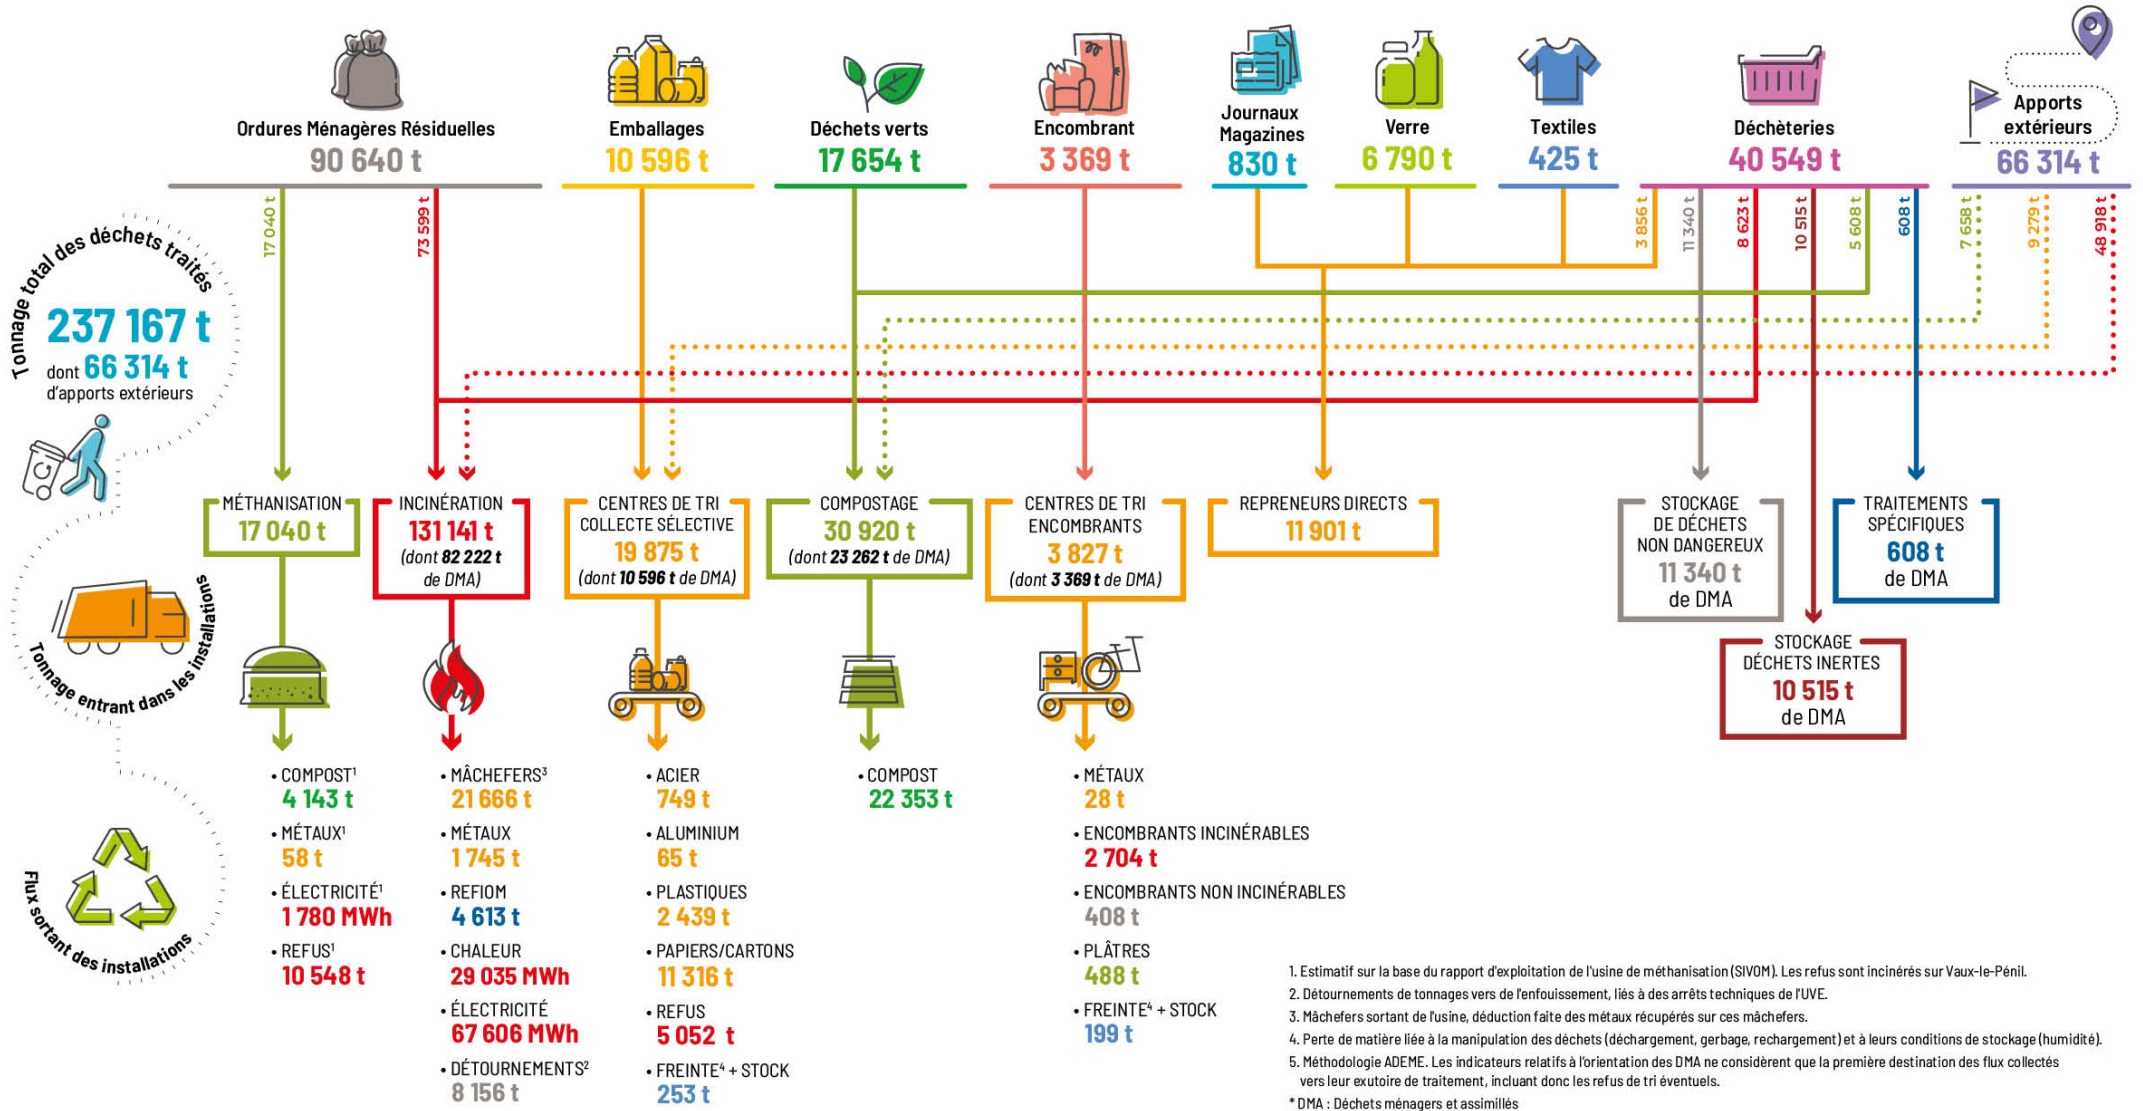 Ordures Ménagères Résiduelles
90 640 t
Emballages
10 596 t
Déchets verts
17 654 t
Encombrant
3 369 t
Journaux
Magazines
830 t
Verre
6 790 t
Textiles
425 t
Déchèteries
40 549 t
Apports
extérieurs
66 314 t
17 040 t
73 599 t
3 856 t
11 340 t
8 623 t
10 515 t
5 608 t
608 t
7 658 t
9 279 t
48 918 t
Tonnage total des déchets traités
237 167 t
dont 66 314 t
d'apports extérieurs
Tonnage entrant dans les installations
MÉTHANISATION
17 040 t
INCINÉRATION
131 141 t
(dont 82 222 t
de DMA)
CENTRES DE TRI
COLLECTE SÉLECTIVE
19 875 t
(dont 10 596 t de DMA)
COMPOSTAGE
30 920 t
(dont 23 262 t de DMA)
CENTRES DE TRI
ENCOMBRANTS
3 827 t
(dont 3 369 t de DMA)
REPRENEURS DIRECTS
11 901 t
STOCKAGE
DE DÉCHETS
NON DANGEREUX
11 340 t
de DMA
TRAITEMENTS
SPÉCIFIQUES
608 t
de DMA
STOCKAGE
DÉCHETS INERTES
10 515 t
de DMA
Flux sortant des installations
• COMPOST¹
4 143 t
• MÉTAUX¹
58 t
• ÉLECTRICITÉ¹
1 780 MWh
• REFUS¹
10 548 t
• MÂCHEFERS³
21 666 t
• MÉTAUX
1 745 t
• REFIOM
4 613 t
• CHALEUR
29 035 MWh
• ÉLECTRICITÉ
67 606 MWh
• DÉTOURNEMENTS²
8 156 t
• ACIER
749 t
• ALUMINIUM
65 t
• PLASTIQUES
2 439 t
• PAPIERS/CARTONS
11 316 t
• REFUS
5 052 t
• FREINTE⁴ + STOCK
253 t
• COMPOST
22 353 t
• MÉTAUX
28 t
• ENCOMBRANTS INCINÉRABLES
2 704 t
• ENCOMBRANTS NON INCINÉRABLES
408 t
• PLÂTRES
488 t
• FREINTE⁴ + STOCK
199 t
1. Estimatif sur la base du rapport d'exploitation de l'usine de méthanisation (SIVOM). Les refus sont incinérés sur Vaux-le-Pénil.
2. Détournements de tonnages vers de l'enfouissement, liés à des arrêts techniques de l'UVE.
3. Mâchefers sortant de l'usine, déduction faite des métaux récupérés sur ces mâchefers.
4. Perte de matière liée à la manipulation des déchets (déchargement, gerbage, rechargement) et à leurs conditions de stockage (humidité).
5. Méthodologie ADEME. Les indicateurs relatifs à l'orientation des DMA ne considèrent que la première destination des flux collectés
vers leur exutoire de traitement, incluant donc les refus de tri éventuels.
* DMA : Déchets ménagers et assimillés